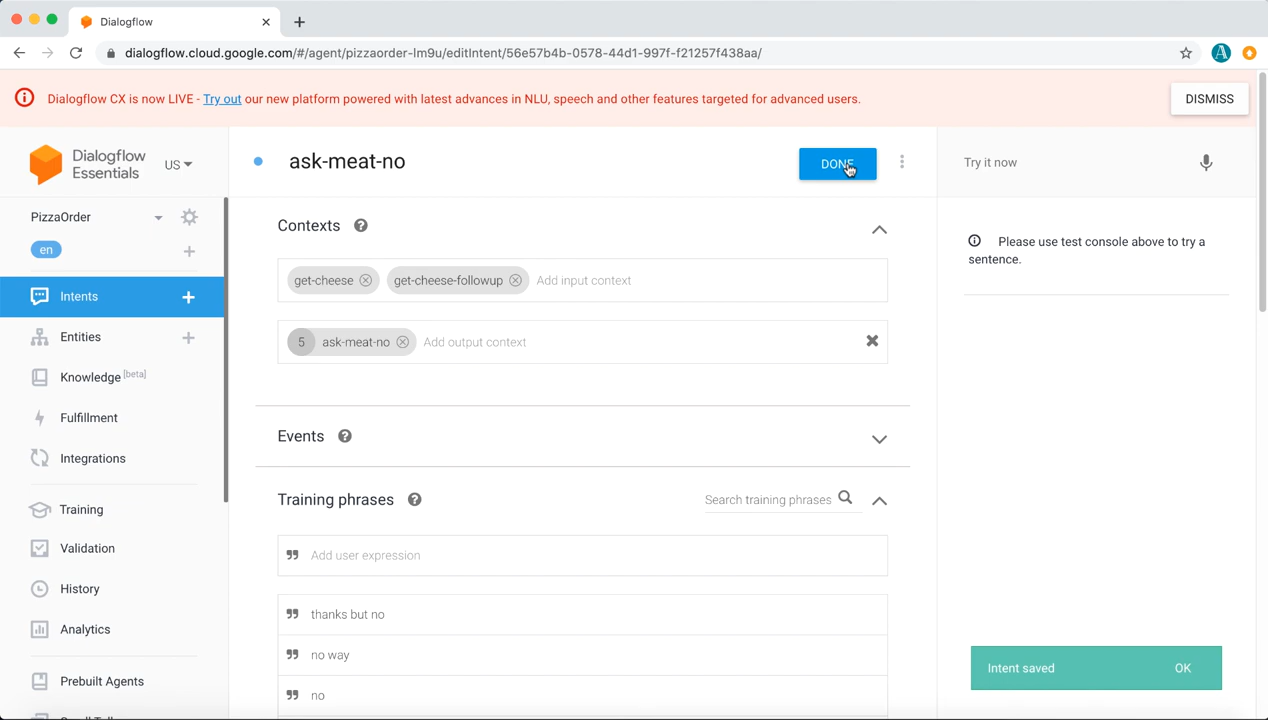 Dialogflow
dialogflow.cloud.google.com/#/agent/pizzaorder-lm9u/editIntent/56e57b4b-0578-44d1-997f-f21257f438aa/
Dialogflow CX is now LIVE - Try out our new platform powered with latest advances in NLU, speech and other features targeted for advanced users.
DISMISS
Dialogflow
Essentials
US
PizzaOrder
en
Intents
Entities
Knowledge [beta]
Fulfillment
Integrations
Training
Validation
History
Analytics
Prebuilt Agents
ask-meat-no
DONE
Contexts
get-cheese get-cheese-followup Add input context
5 ask-meat-no Add output context
Events
Training phrases
Search training phrases
Add user expression
thanks but no
no way
no
Try it now
Please use test console above to try a
sentence.
Intent saved OK